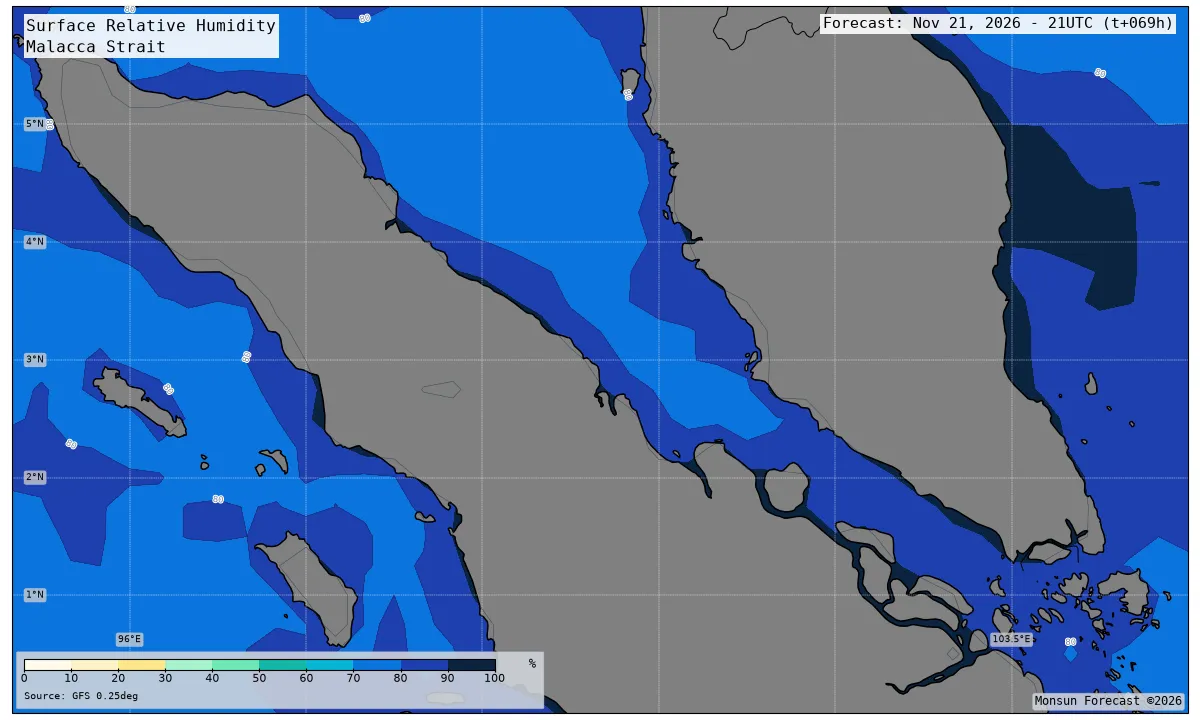 Surface Relative Humidity
Malacca Strait
Forecast: Nov 21, 2026 - 21UTC (t+069h)
80
80
80
80
80
5°N
4°N
80
3°N
80
80
2°N
80
1°N
96°E
103.5°E
80
0 10 20 30 40 50 60 70 80 90 100
%
Source: GFS 0.25deg
Monsun Forecast ©2026